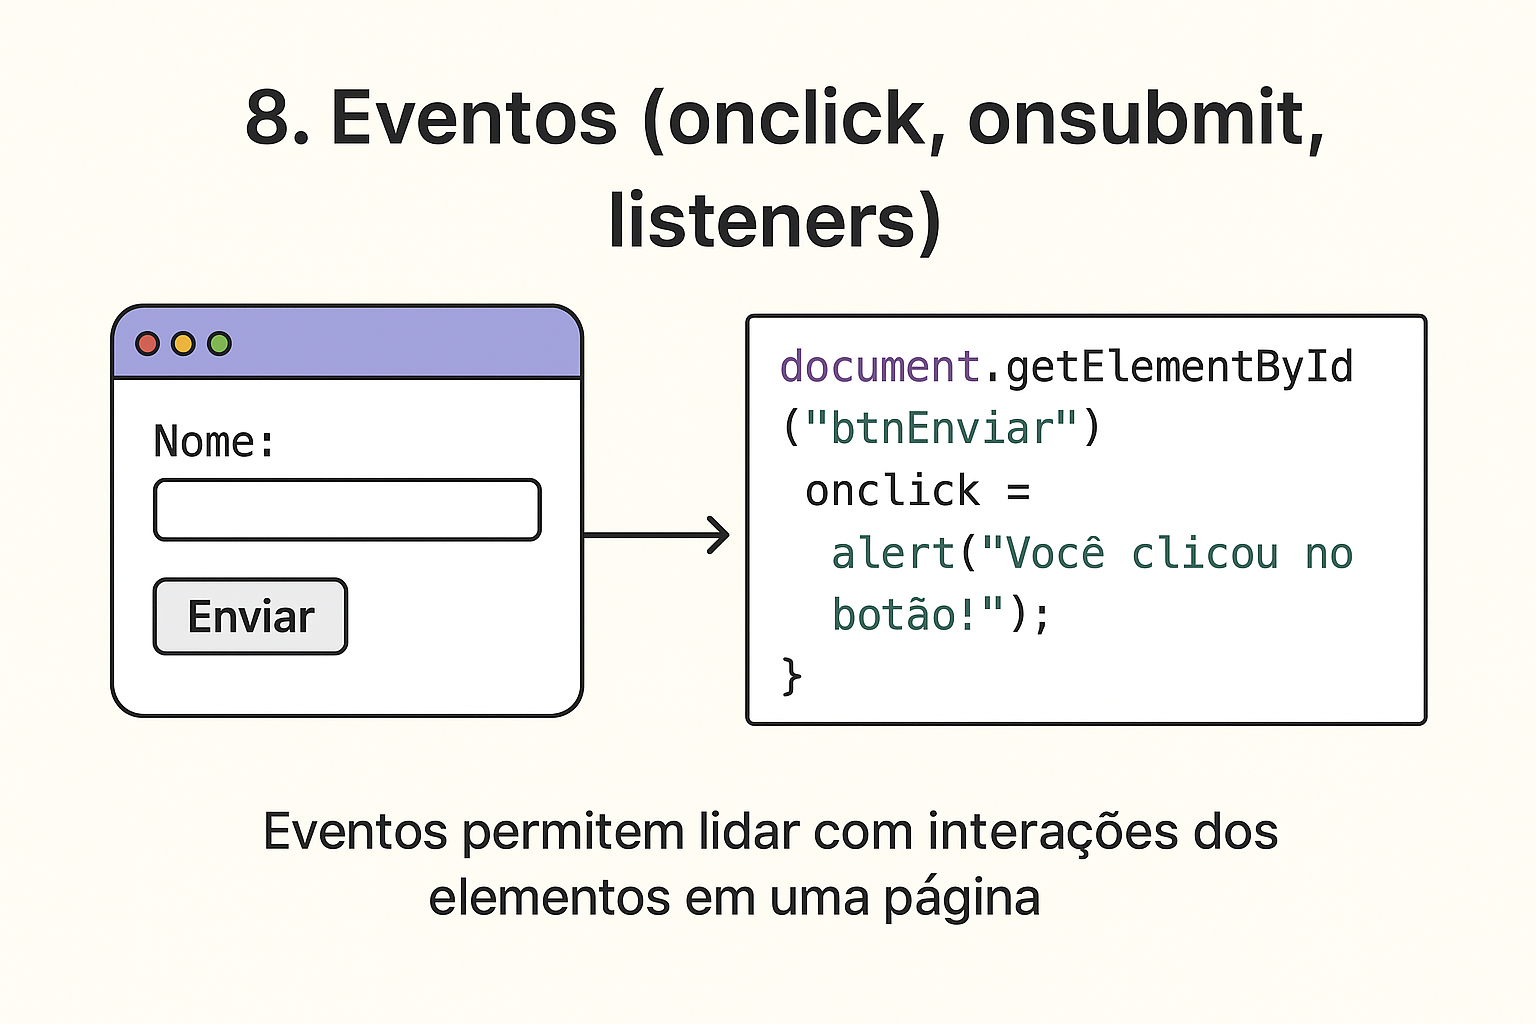 8. Eventos (onclick, onsubmit,
listeners)
Nome:
Enviar
document.getElementById
("btnEnviar")
onclick =
alert("Você clicou no
botão!");
}
Eventos permitem lidar com interações dos
elementos em uma página